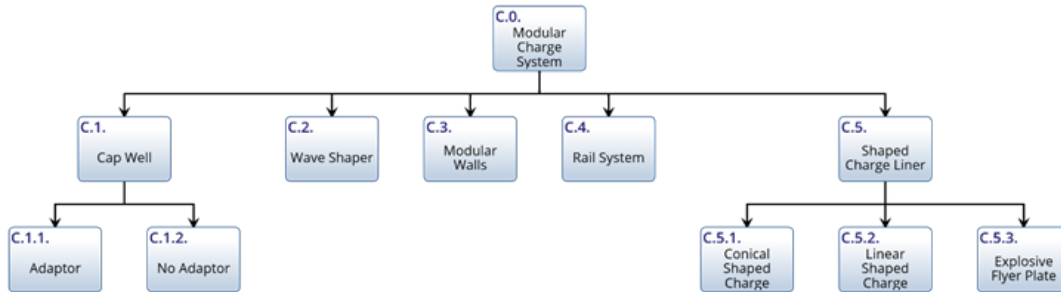 C.0.
Modular
Charge
System
C.1.
Cap Well
C.2.
Wave Shaper
C.3.
Modular
Walls
C.4.
Rail System
C.5.
Shaped
Charge Liner
C.1.1.
Adaptor
C.1.2.
No Adaptor
C.5.1.
Conical
Shaped
Charge
C.5.2.
Linear
Shaped
Charge
C.5.3.
Explosive
Flyer Plate